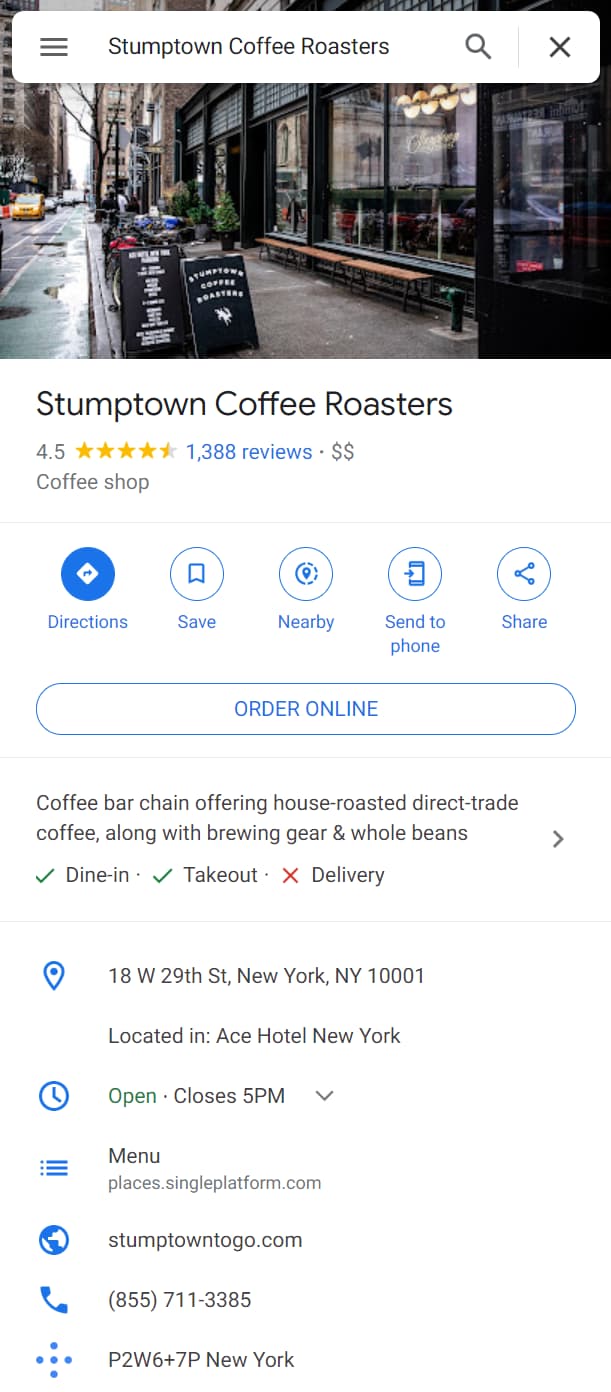 Stumptown Coffee Roasters
STUMPTOWN
COFFEE
ROASTERS
Stumptown Coffee Roasters
4.5 1,388 reviews · $$
Coffee shop
Directions Save Nearby Send to phone Share
ORDER ONLINE
Coffee bar chain offering house-roasted direct-trade
coffee, along with brewing gear & whole beans
Dine-in · Takeout · Delivery
18 W 29th St, New York, NY 10001
Located in: Ace Hotel New York
Open · Closes 5PM
Menu
places.singleplatform.com
stumptowntogo.com
(855) 711-3385
P2W6+7P New York